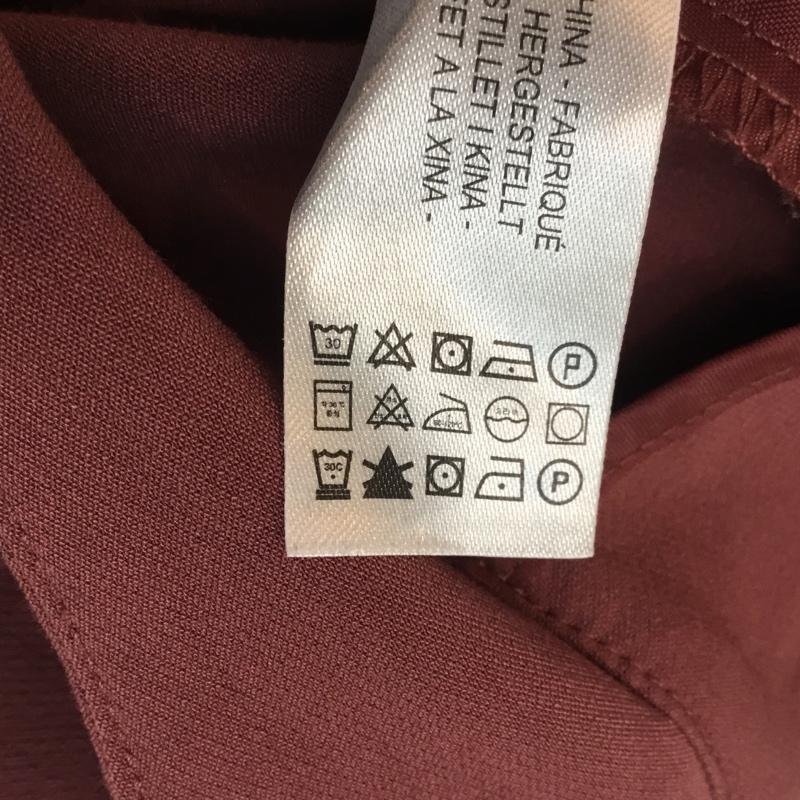 HINA - FABRIQUÉ
HERGESTELLT
STILLET I KINA -
ET A LA XINA -
30
P
30C
P